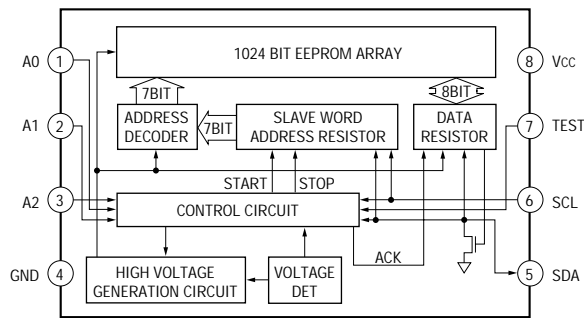 1024 BIT EEPROM ARRAY
A0 1
8 VCC
7BIT
8BIT
A1 2
ADDRESS
DECODER
7BIT
SLAVE WORD
ADDRESS RESISTOR
DATA
RESISTOR
7 TEST
START
STOP
A2 3
CONTROL CIRCUIT
6 SCL
ACK
GND 4
HIGH VOLTAGE
GENERATION CIRCUIT
VOLTAGE
DET
5 SDA